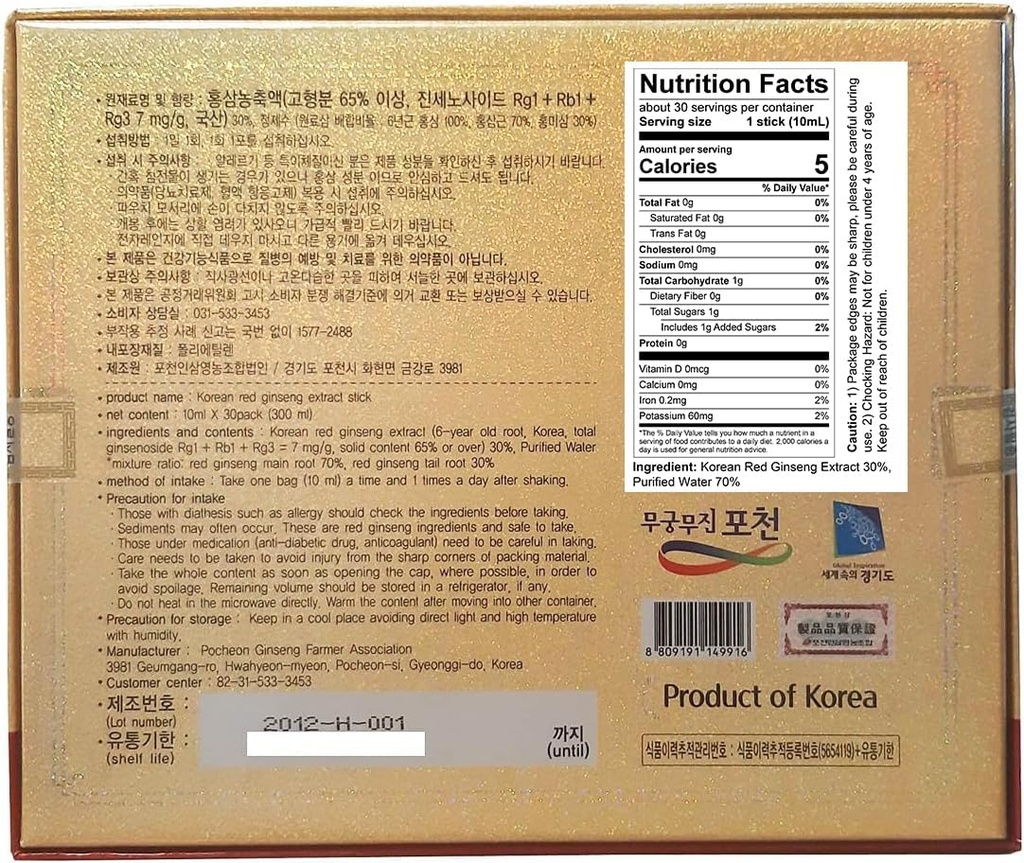 • 원재료명 및 함량 : 홍삼농축액(고형분 65% 이상, 진세노사이드 Rg1 + Rb1 +
Rg3 7 mg/g, 국산) 30%, 정제수 (원료삼 배합비율 : 6년근 홍삼 100%, 홍삼근 70%, 홍미삼 30%)
• 섭취방법 : 1일 1회, 1회 1포를 섭취하십시오.
• 섭취 시 주의사항 : · 알레르기 등 특이체질이신 분은 제품 성분을 확인하신 후 섭취하시기 바랍니다.
· 간혹 침전물이 생기는 경우가 있으나 홍삼 성분 이므로 안심하고 드셔도 됩니다.
· 의약품(당뇨치료제, 혈액 항응고제) 복용 시 섭취에 주의하십시오.
· 파우치 모서리에 손이 다치지 않도록 주의하십시오.
· 개봉 후에는 상할 염려가 있사오니 가급적 빨리 드시기 바랍니다.
· 전자레인지에 직접 데우지 마시고 다른 용기에 옮겨 데우십시오.
• 본 제품은 건강기능식품으로 질병의 예방 및 치료를 위한 의약품이 아닙니다.
• 보관상 주의사항 : 직사광선이나 고온다습한 곳을 피하며 서늘한 곳에 보관하십시오.
• 본 제품은 공정거래위원회 고시 소비자 분쟁 해결기준에 의거 교환 또는 보상받으실 수 있습니다.
• 소비자 상담실 : 031-533-3453
• 부작용 추정 사례 신고는 국번 없이 1577-2488
• 내포장재질 : 폴리에틸렌
• 제조원 : 포천인삼영농조합법인 / 경기도 포천시 화현면 금강로 3981
• product name : Korean red ginseng extract stick
• net content : 10ml X 30pack (300 ml)
• ingredients and contents : Korean red ginseng extract (6-year old root, Korea, total
ginsenoside Rg1 + Rb1 + Rg3 = 7 mg/g, solid content 65% or over) 30%, Purified Water
*mixture ratio: red ginseng main root 70%, red ginseng tail root 30%
• method of intake : Take one bag (10 ml) a time and 1 times a day after shaking.
• Precaution for intake
· Those with diathesis such as allergy should check the ingredients before taking.
· Sediments may often occur. These are red ginseng ingredients and safe to take.
· Those under medication (anti-diabetic drug, anticoagulant) need to be careful in taking.
· Care needs to be taken to avoid injury from the sharp corners of packing material.
· Take the whole content as soon as opening the cap, where possible, in order to
avoid spoilage. Remaining volume should be stored in a refrigerator, if any.
· Do not heat in the microwave directly. Warm the content after moving into other container.
• Precaution for storage : Keep in a cool place avoiding direct light and high temperature
with humidity.
• Manufacturer : Pocheon Ginseng Farmer Association
3981 Geumgang-ro, Hwahyeon-myeon, Pocheon-si, Gyeonggi-do, Korea
• Customer center : 82-31-533-3453
• 제조번호 :
(Lot number)
2012-H-001
• 유통기한 :
(shelf life)
까지
(until)
Nutrition Facts
about 30 servings per container
Serving size 1 stick (10mL)
Amount per serving
Calories 5
% Daily Value*
Total Fat 0g 0%
Saturated Fat 0g 0%
Trans Fat 0g
Cholesterol 0mg 0%
Sodium 0mg 0%
Total Carbohydrate 1g 0%
Dietary Fiber 0g 0%
Total Sugars 1g
Includes 1g Added Sugars 2%
Protein 0g
Vitamin D 0mcg 0%
Calcium 0mg 0%
Iron 0.2mg 2%
Potassium 60mg 2%
*The % Daily Value tells you how much a nutrient in a
serving of food contributes to a daily diet. 2,000 calories a
day is used for general nutrition advice.
Caution: 1) Package edges may be sharp, please be careful during
use. 2) Chocking Hazard: Not for children under 4 years of age.
Keep out of reach of children.
Ingredient: Korean Red Ginseng Extract 30%,
Purified Water 70%
무궁무진 포천
Global Inspiration
세계속의 경기도
8 809191 149916
製品品質保證
포천인삼영농조합
Product of Korea
식품이력추적관리번호 : 식품이력추적등록번호(5654119)+유통기한